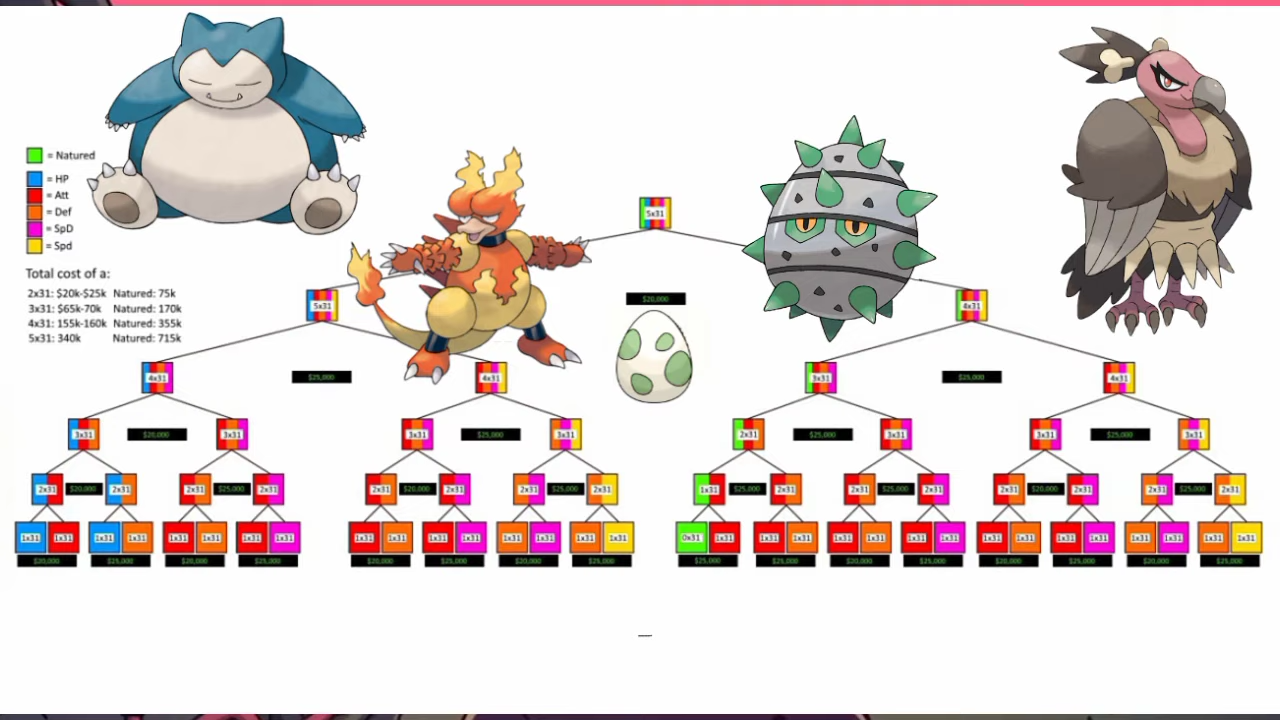 = Natured
= HP
= Att
= Def
= SpD
= Spd
Total cost of a:
2x31: $20k-$25k Natured: 75k
3x31: $65k-70k Natured: 170k
4x31: 155k-160k Natured: 355k
5x31: 340k Natured: 715k
5x31
$20,000
5x31 4x31
4x31 $25,000 4x31 3x31 $25,000 4x31
3x31 $20,000 3x31 3x31 $25,000 3x31 2x31 $25,000 3x31 3x31 $25,000 3x31
2x31 $20,000 2x31 2x31 $25,000 2x31 2x31 $20,000 2x31 2x31 $25,000 2x31 1x31 $25,000 2x31 2x31 $25,000 2x31 2x31 $20,000 2x31 2x31 $25,000 2x31
1x31 1x31 1x31 1x31 1x31 1x31 1x31 1x31 1x31 1x31 1x31 1x31 1x31 1x31 1x31 1x31 0x31 1x31 1x31 1x31 1x31 1x31 1x31 1x31 1x31 1x31 1x31 1x31 1x31 1x31 1x31 1x31
$20,000 $25,000 $20,000 $25,000 $20,000 $25,000 $20,000 $25,000 $25,000 $25,000 $20,000 $25,000 $20,000 $25,000 $20,000 $25,000